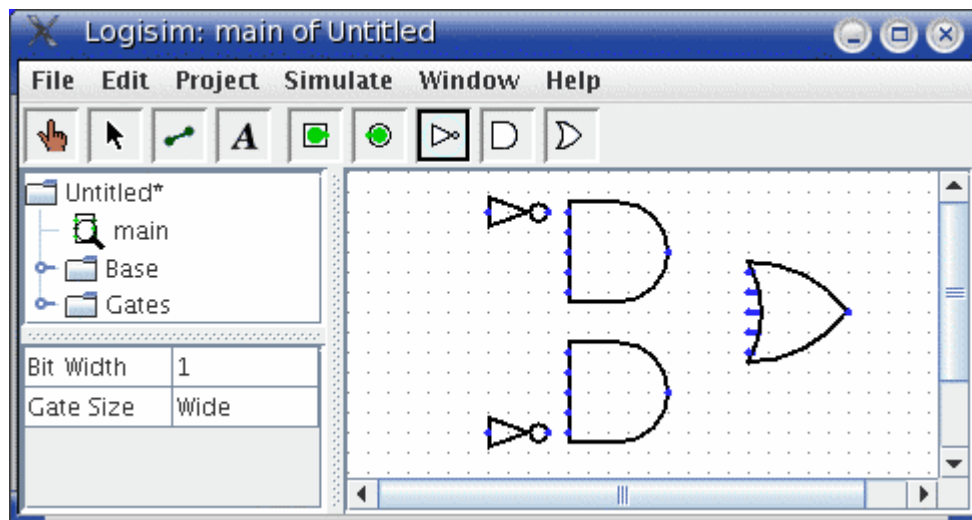 Logisim: main of Untitled
File Edit Project Simulate Window Help
A
Untitled*
main
Base
Gates
Bit Width 1
Gate Size Wide